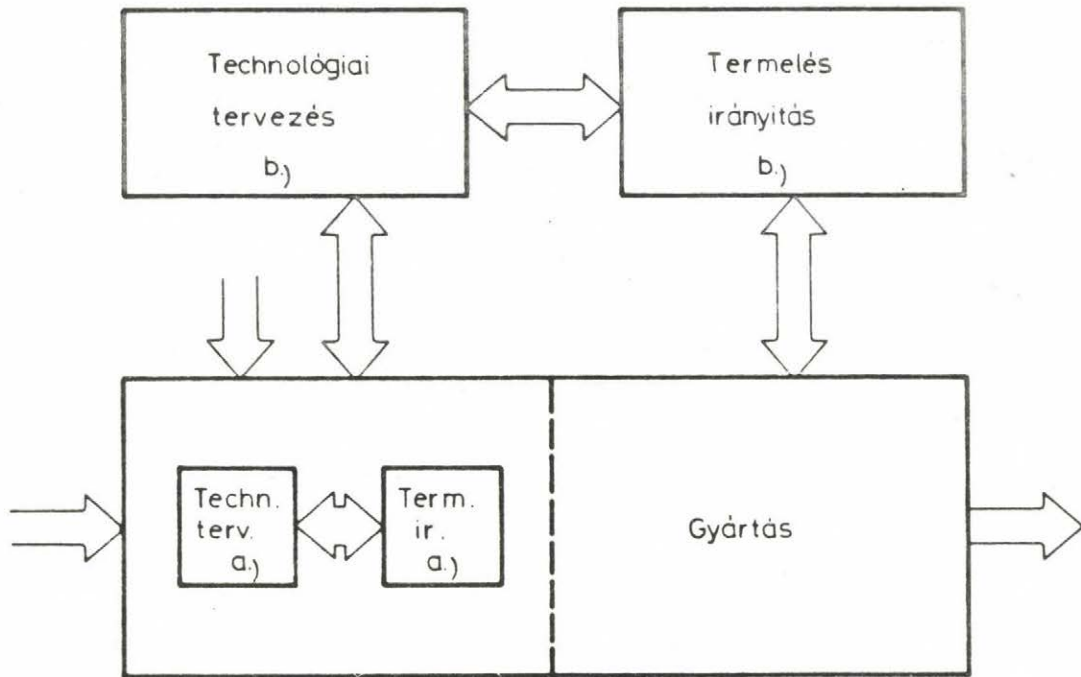 Technológiai
tervezés
b.)
Termelés
irányitás
b.)
Techn.
terv.
a.)
Term.
ir.
a.)
Gyártás